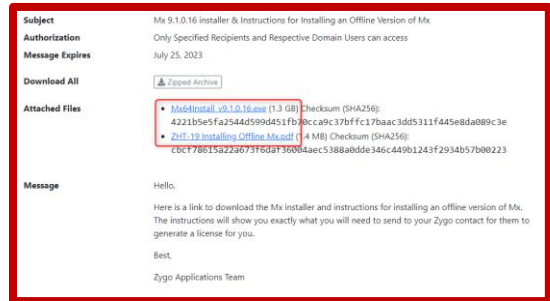 Subject Mx 9.1.0.16 installer & Instructions for Installing an Offline Version of Mx
Authorization Only Specified Recipients and Respective Domain Users can access
Message Expires July 25, 2023
Download All Zipped Archive
Attached Files • Mx64Install_v9.1.0.16.exe (1.3 GB) Checksum (SHA256):
4221b5e5fa2544d599d451fb70cca9c37bffc17baac3dd5311f445e8da089c3e
• ZHT-19 Installing Offline Mx.pdf (1.4 MB) Checksum (SHA256):
cbcf78615a22a673f6daf36004aec5388a0dde346c449b1243f2934b57b00223
Message Hello,
Here is a link to download the Mx installer and instructions for installing an offline version of Mx.
The instructions will show you exactly what you will need to send to your Zygo contact for them to
generate a license for you.
Best,
Zygo Applications Team